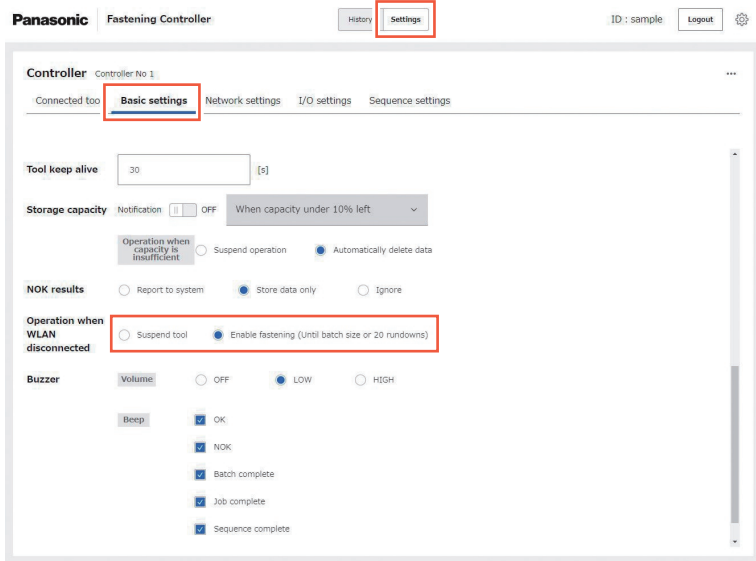 Panasonic Fastening Controller History Settings ID : sample Logout
Controller Controller No 1 ...
Connected too Basic settings Network settings I/O settings Sequence settings
Tool keep alive 30 [s]
Storage capacity Notification OFF When capacity under 10% left
Operation when
capacity is
insufficient
Suspend operation Automatically delete data
NOK results Report to system Store data only Ignore
Operation when
WLAN
disconnected
Suspend tool Enable fastening (Until batch size or 20 rundowns)
Buzzer Volume OFF LOW HIGH
Beep OK
NOK
Batch complete
Job complete
Sequence complete